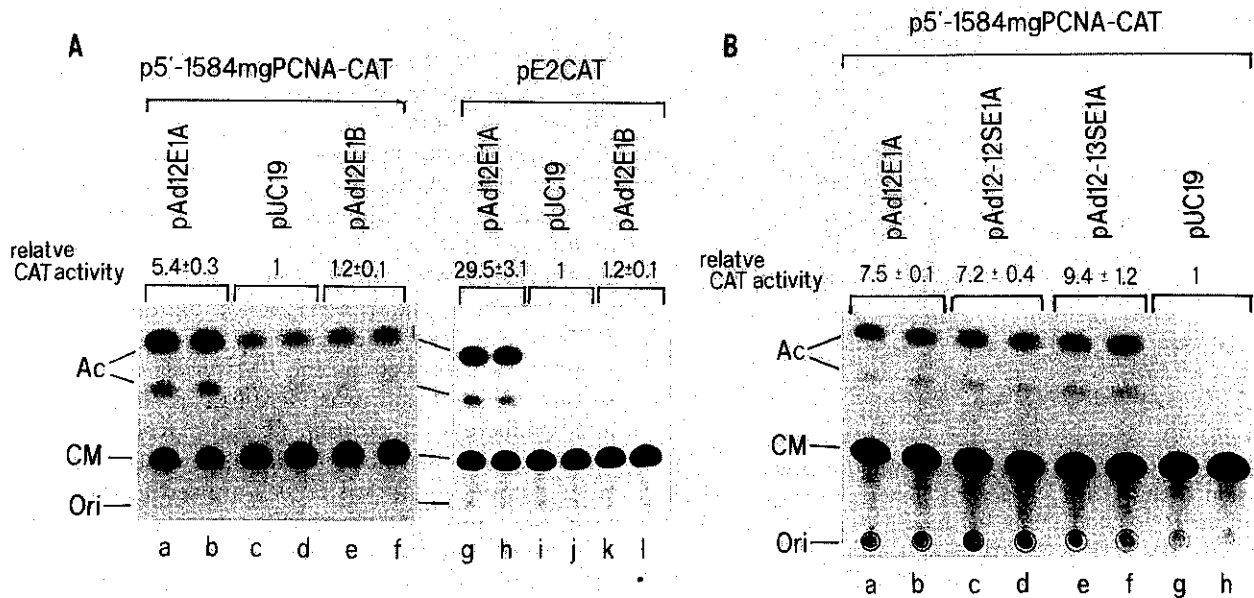 A
p5'-1584mgPCNA-CAT
pE2CAT
pAd12E1A
pUC19
pAd12E1B
pAd12E1A
pUC19
pAd12E1B
relatve
CAT activity
5.4±0.3 1 1.2±0.1 29.5±3.1 1 1.2±0.1
Ac
CM
Ori
a b c d e f g h i j k l
B
p5'-1584mgPCNA-CAT
pAd12E1A
pAd12-12SE1A
pAd12-13SE1A
pUC19
relatve
CAT activity
7.5 ± 0.1 7.2 ± 0.4 9.4 ± 1.2 1
Ac
CM
Ori
a b c d e f g h